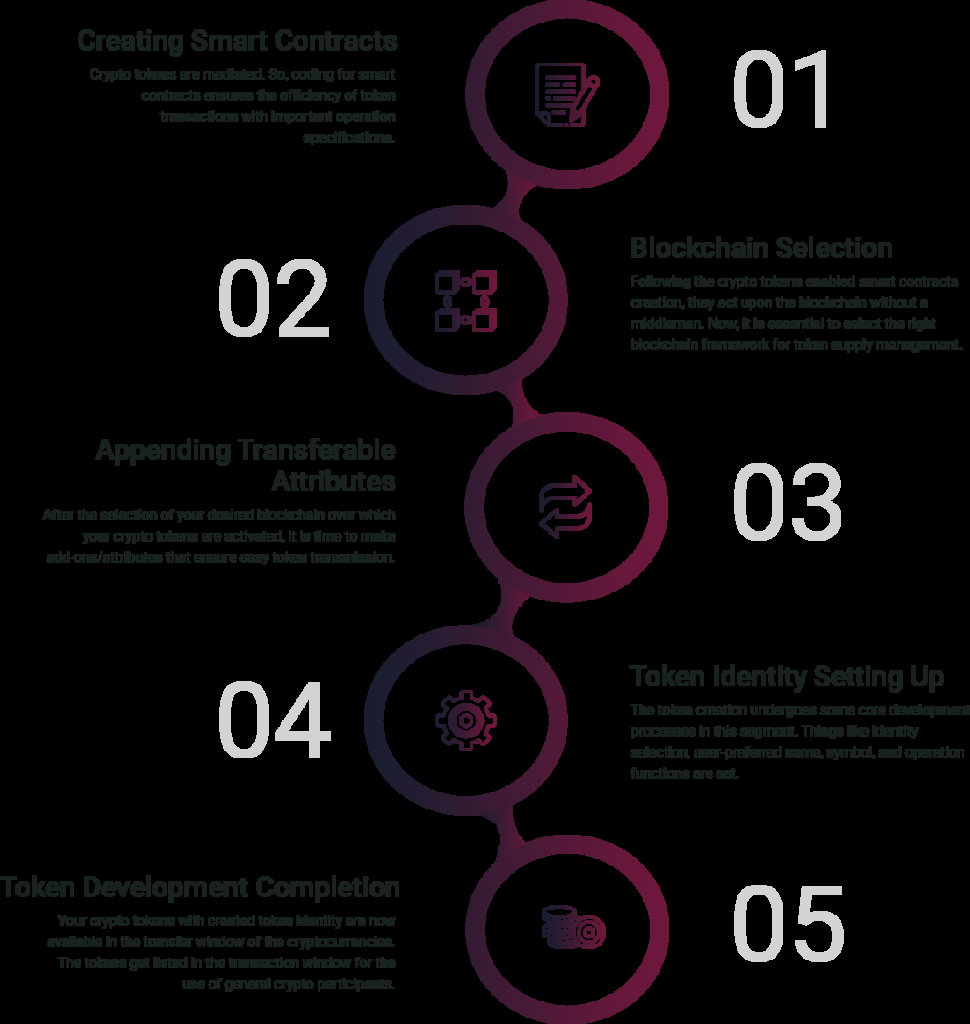 Creating Smart Contracts
Crypto tokens are mediated. So, coding for smart
contracts ensures the efficiency of token
transactions with important operation
specifications.
01
02
Blockchain Selection
Following the crypto tokens enabled smart contracts
creation, they act upon the blockchain without a
middleman. Now, it is essential to select the right
blockchain framework for token supply management.
Appending Transferable
Attributes
After the selection of your desired blockchain over which
your crypto tokens are activated, it is time to make
add-ons/attributes that ensure easy token transmission.
03
04
Token Identity Setting Up
The token creation undergoes some core development
processes in this segment. Things like identity
selection, user-preferred name, symbol, and operation
functions are set.
Token Development Completion
Your crypto tokens with created token identity are now
available in the transfer window of the cryptocurrencies.
The tokens get listed in the transaction window for the
use of general crypto participants.
05